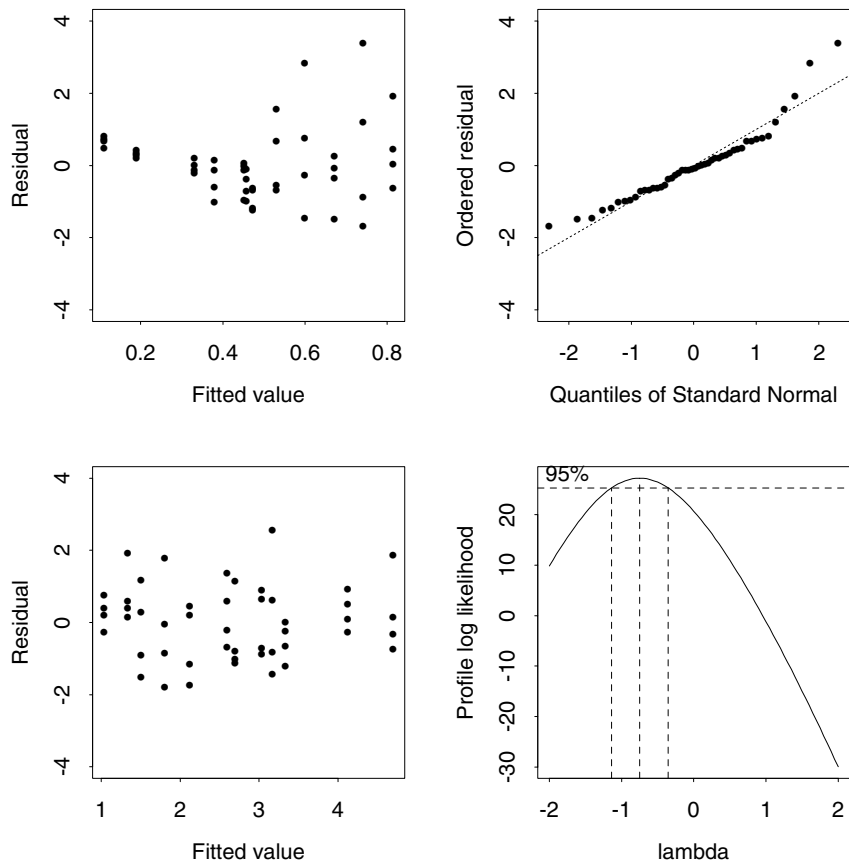 Residual
4
2
0
-2
-4
0.2 0.4 0.6 0.8
Fitted value
Ordered residual
4
2
0
-2
-4
-2 -1 0 1 2
Quantiles of Standard Normal
Residual
4
2
0
-2
-4
1 2 3 4
Fitted value
Profile log likelihood
95%
20
10
0
-10
-30
-2 -1 0 1 2
lambda